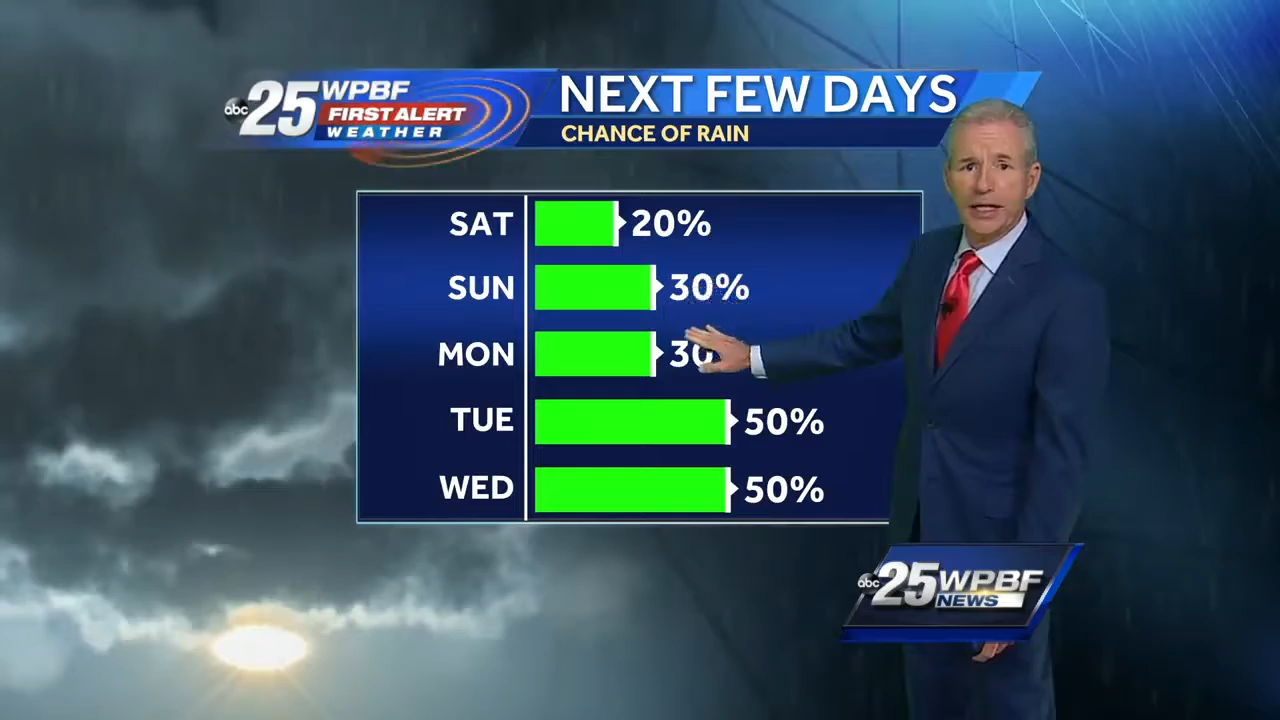 abc 25 WPBF
FIRST ALERT
WEATHER
NEXT FEW DAYS
CHANCE OF RAIN
SAT 20%
SUN 30%
MON 30
TUE 50%
WED 50%
abc 25 WPBF
NEWS